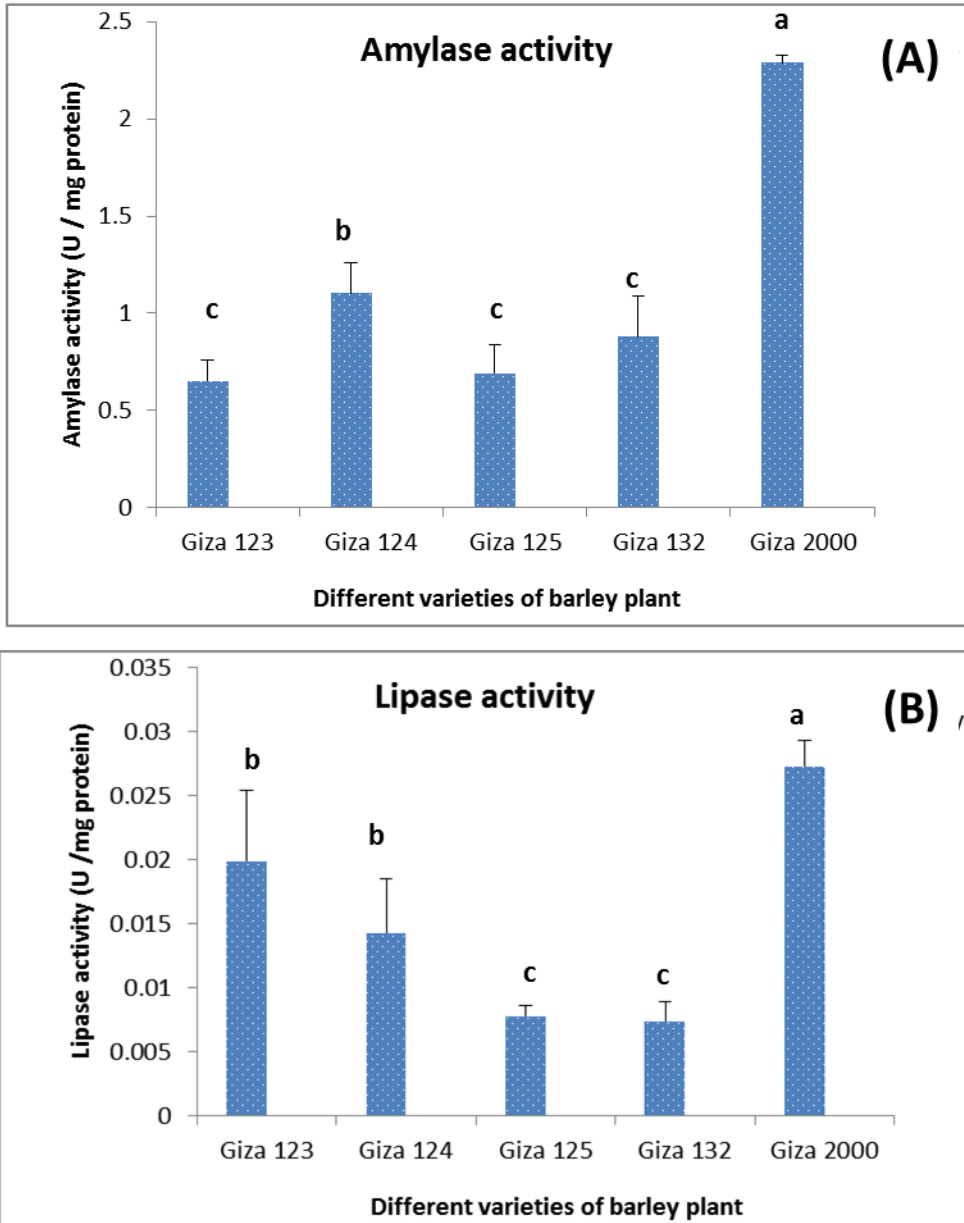 Amylase activity
(A)
Amylase activity (U / mg protein)
2.5
2
1.5
1
0.5
0
c
b
c
c
a
Giza 123 Giza 124 Giza 125 Giza 132 Giza 2000
Different varieties of barley plant
Lipase activity
(B)
Lipase activity (U /mg protein)
0.035
0.03
0.025
0.02
0.015
0.01
0.005
0
b
b
c
c
a
Giza 123 Giza 124 Giza 125 Giza 132 Giza 2000
Different varieties of barley plant